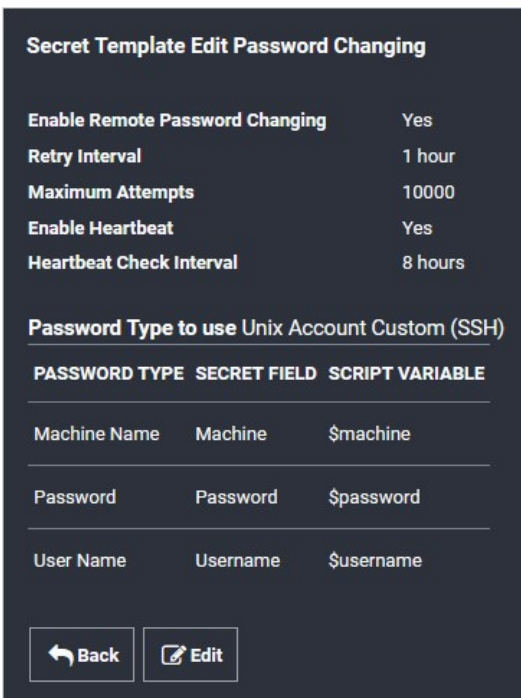 Secret Template Edit Password Changing
Enable Remote Password Changing Yes
Retry Interval 1 hour
Maximum Attempts 10000
Enable Heartbeat Yes
Heartbeat Check Interval 8 hours
Password Type to use Unix Account Custom (SSH)
PASSWORD TYPE SECRET FIELD SCRIPT VARIABLE
Machine Name Machine $machine
Password Password $password
User Name Username $username
Back Edit